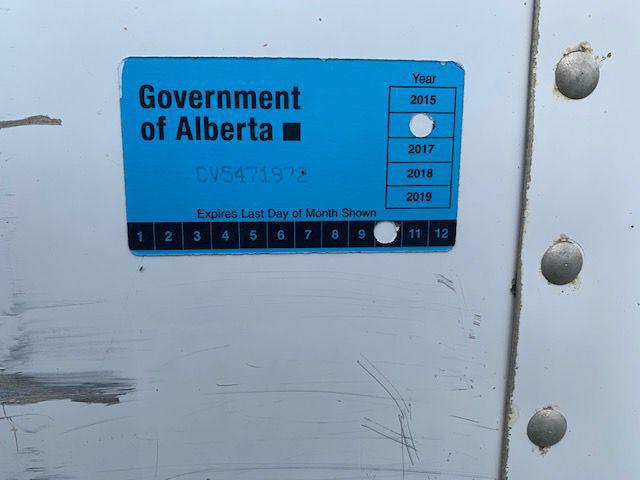 Government
of Alberta
Year
2015
2017
2018
2019
CV5471972
Expires Last Day of Month Shown
1 2 3 4 5 6 7 8 9 11 12